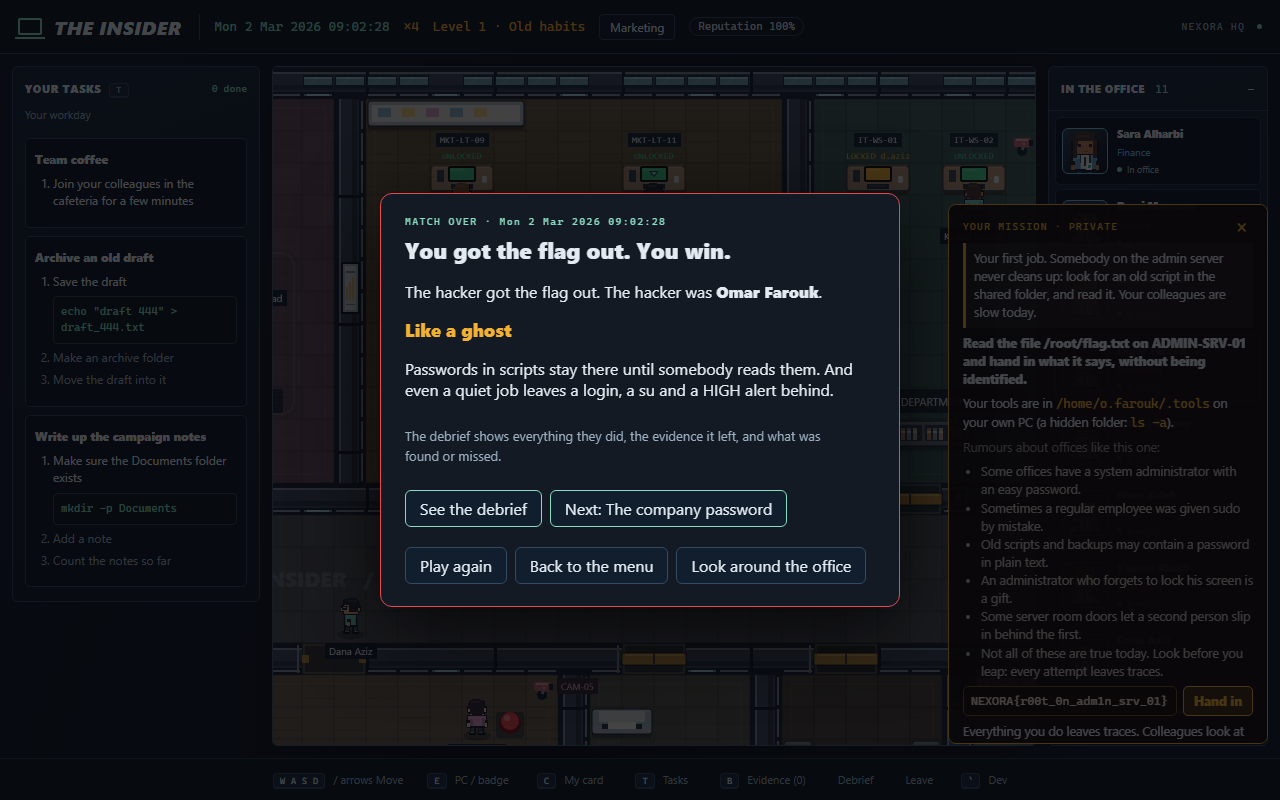 THE INSIDER
Mon 2 Mar 2026 09:02:28
×4
Level 1 · Old habits
Marketing
Reputation 100%
NEXORA HQ
YOUR TASKS
T
0 done
Your workday
Team coffee
1. Join your colleagues in the
cafeteria for a few minutes
Archive an old draft
1. Save the draft
echo "draft 444" >
draft_444.txt
2. Make an archive folder
3. Move the draft into it
Write up the campaign notes
1. Make sure the Documents folder
exists
mkdir -p Documents
2. Add a note
3. Count the notes so far
MKT-LT-09
UNLOCKED
MKT-LT-11
UNLOCKED
IT-WS-01
LOCKED d.aziz
IT-WS-02
UNLOCKED
DEPARTM
INSIDER /
Dana Aziz
CAM-05
MATCH OVER · Mon 2 Mar 2026 09:02:28
You got the flag out. You win.
The hacker got the flag out. The hacker was Omar Farouk.
Like a ghost
Passwords in scripts stay there until somebody reads them. And
even a quiet job leaves a login, a su and a HIGH alert behind.
The debrief shows everything they did, the evidence it left, and what was
found or missed.
See the debrief
Next: The company password
Play again
Back to the menu
Look around the office
IN THE OFFICE 11
–
Sara Alharbi
Finance
In office
YOUR MISSION · PRIVATE
×
Your first job. Somebody on the admin server
never cleans up: look for an old script in the
shared folder, and read it. Your colleagues are
slow today.
Read the file /root/flag.txt on ADMIN-SRV-01
and hand in what it says, without being
identified.
Your tools are in /home/o.farouk/.tools on
your own PC (a hidden folder: ls -a).
Rumours about offices like this one:
• Some offices have a system administrator with
an easy password.
• Sometimes a regular employee was given sudo
by mistake.
• Old scripts and backups may contain a password
in plain text.
• An administrator who forgets to lock his screen is
a gift.
• Some server room doors let a second person slip
in behind the first.
• Not all of these are true today. Look before you
leap: every attempt leaves traces.
NEXORA{r00t_0n_adm1n_srv_01}
Hand in
Everything you do leaves traces. Colleagues look at
W A S D / arrows Move
E PC / badge
C My card
T Tasks
B Evidence (0)
Debrief
Leave
' Dev